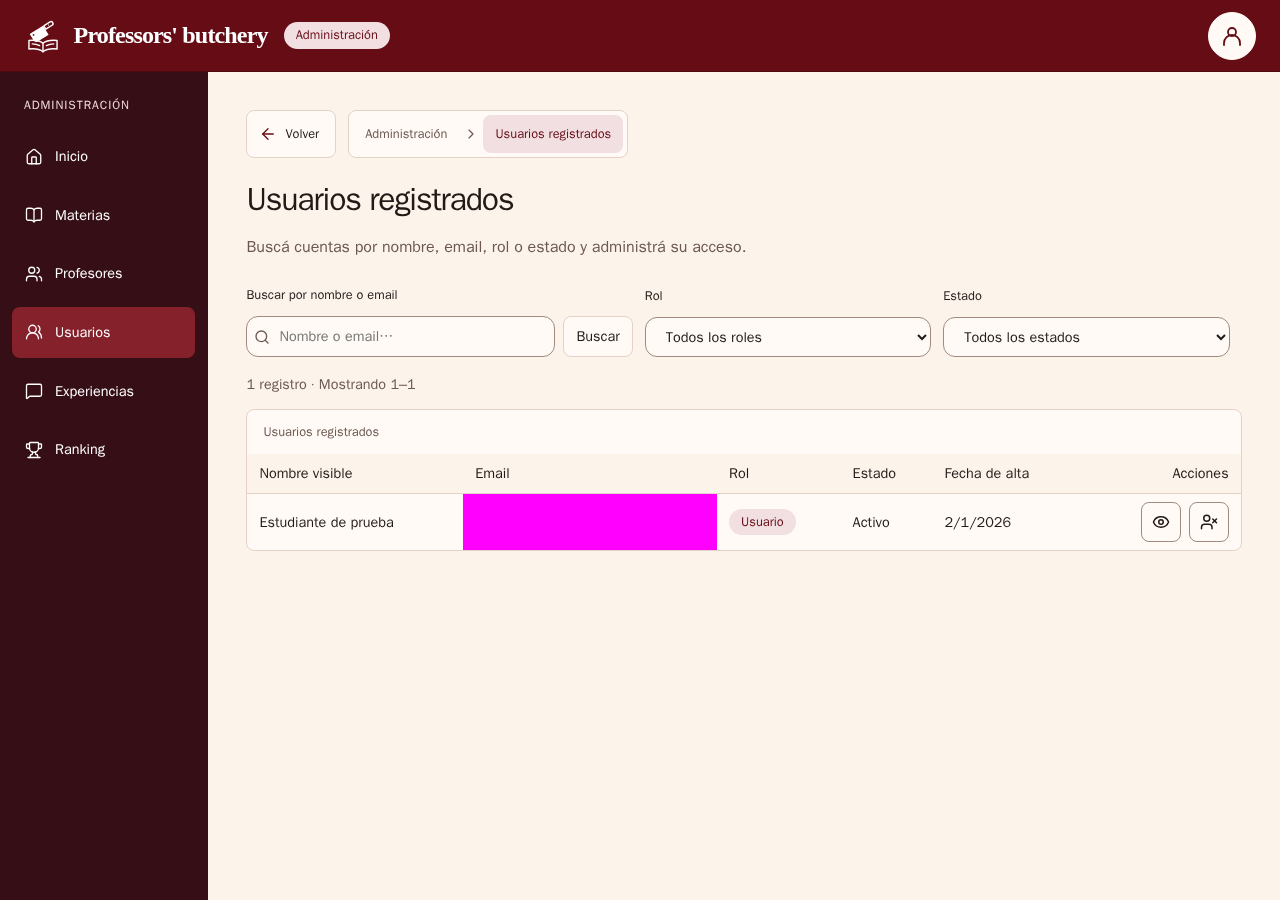 Professors' butchery
Administración
ADMINISTRACIÓN
Inicio
Materias
Profesores
Usuarios
Experiencias
Ranking
Volver
Administración
Usuarios registrados
Usuarios registrados
Buscá cuentas por nombre, email, rol o estado y administrá su acceso.
Buscar por nombre o email
Rol
Estado
Nombre o email···
Buscar
Todos los roles
Todos los estados
1 registro · Mostrando 1–1
Usuarios registrados
Nombre visible Email Rol Estado Fecha de alta Acciones
Estudiante de prueba Usuario Activo 2/1/2026